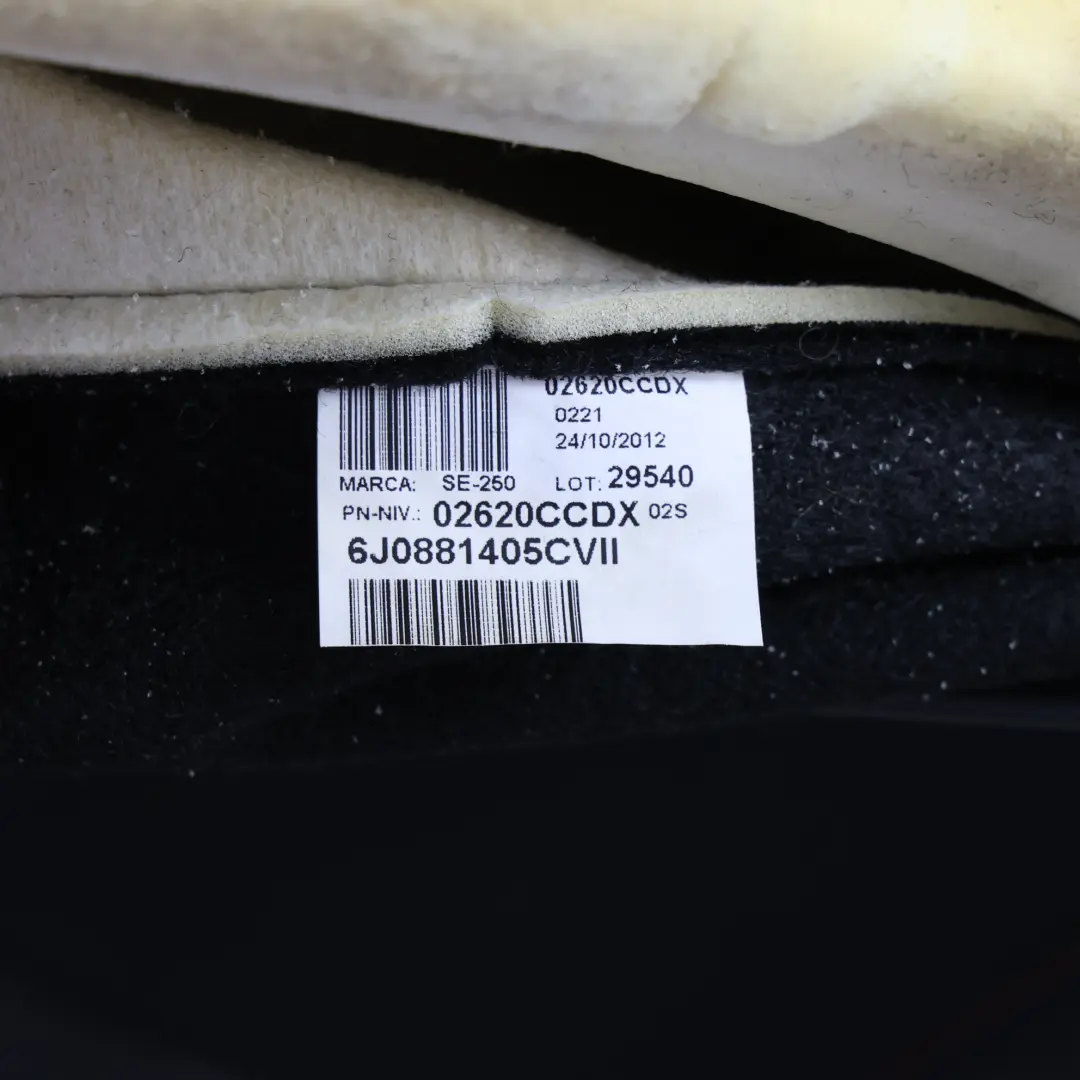 02620CCDX
0221
24/10/2012
MARCA: SE-250 LOT: 29540
PN-NIV.: 02620CCDX 02S
6J0881405CVII